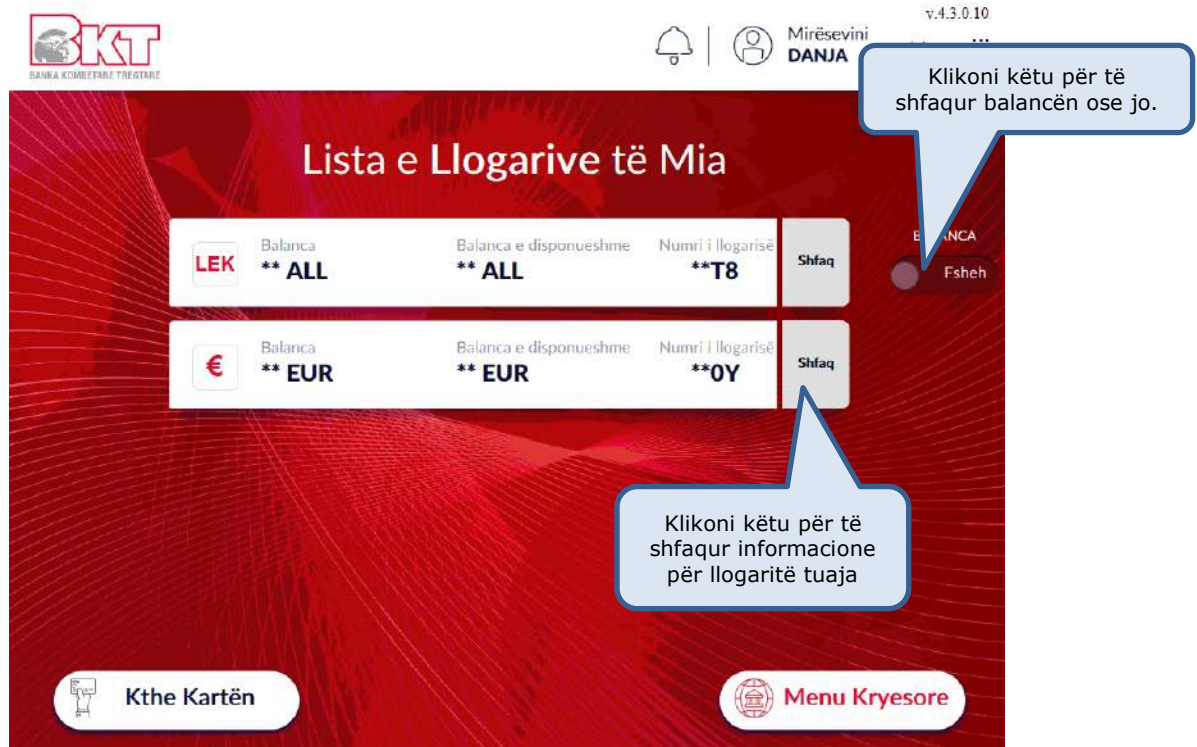 v.4.3.0.10
BKT
BANKA KOMBETARE TREGTARE
Mirësevini
DANJA
Klikoni këtu për të
shfaqur balancën ose jo.
Lista e Llogarive të Mia
LEK
Balanca
** ALL
Balanca e disponueshme
** ALL
Numri i llogarisë
**T8
Shfaq
Fsheh
€
Balanca
** EUR
Balanca e disponueshme
** EUR
Numri i llogarisë
**0Y
Shfaq
Klikoni këtu për të
shfaqur informacione
për llogaritë tuaja
Kthe Kartën
Menu Kryesore